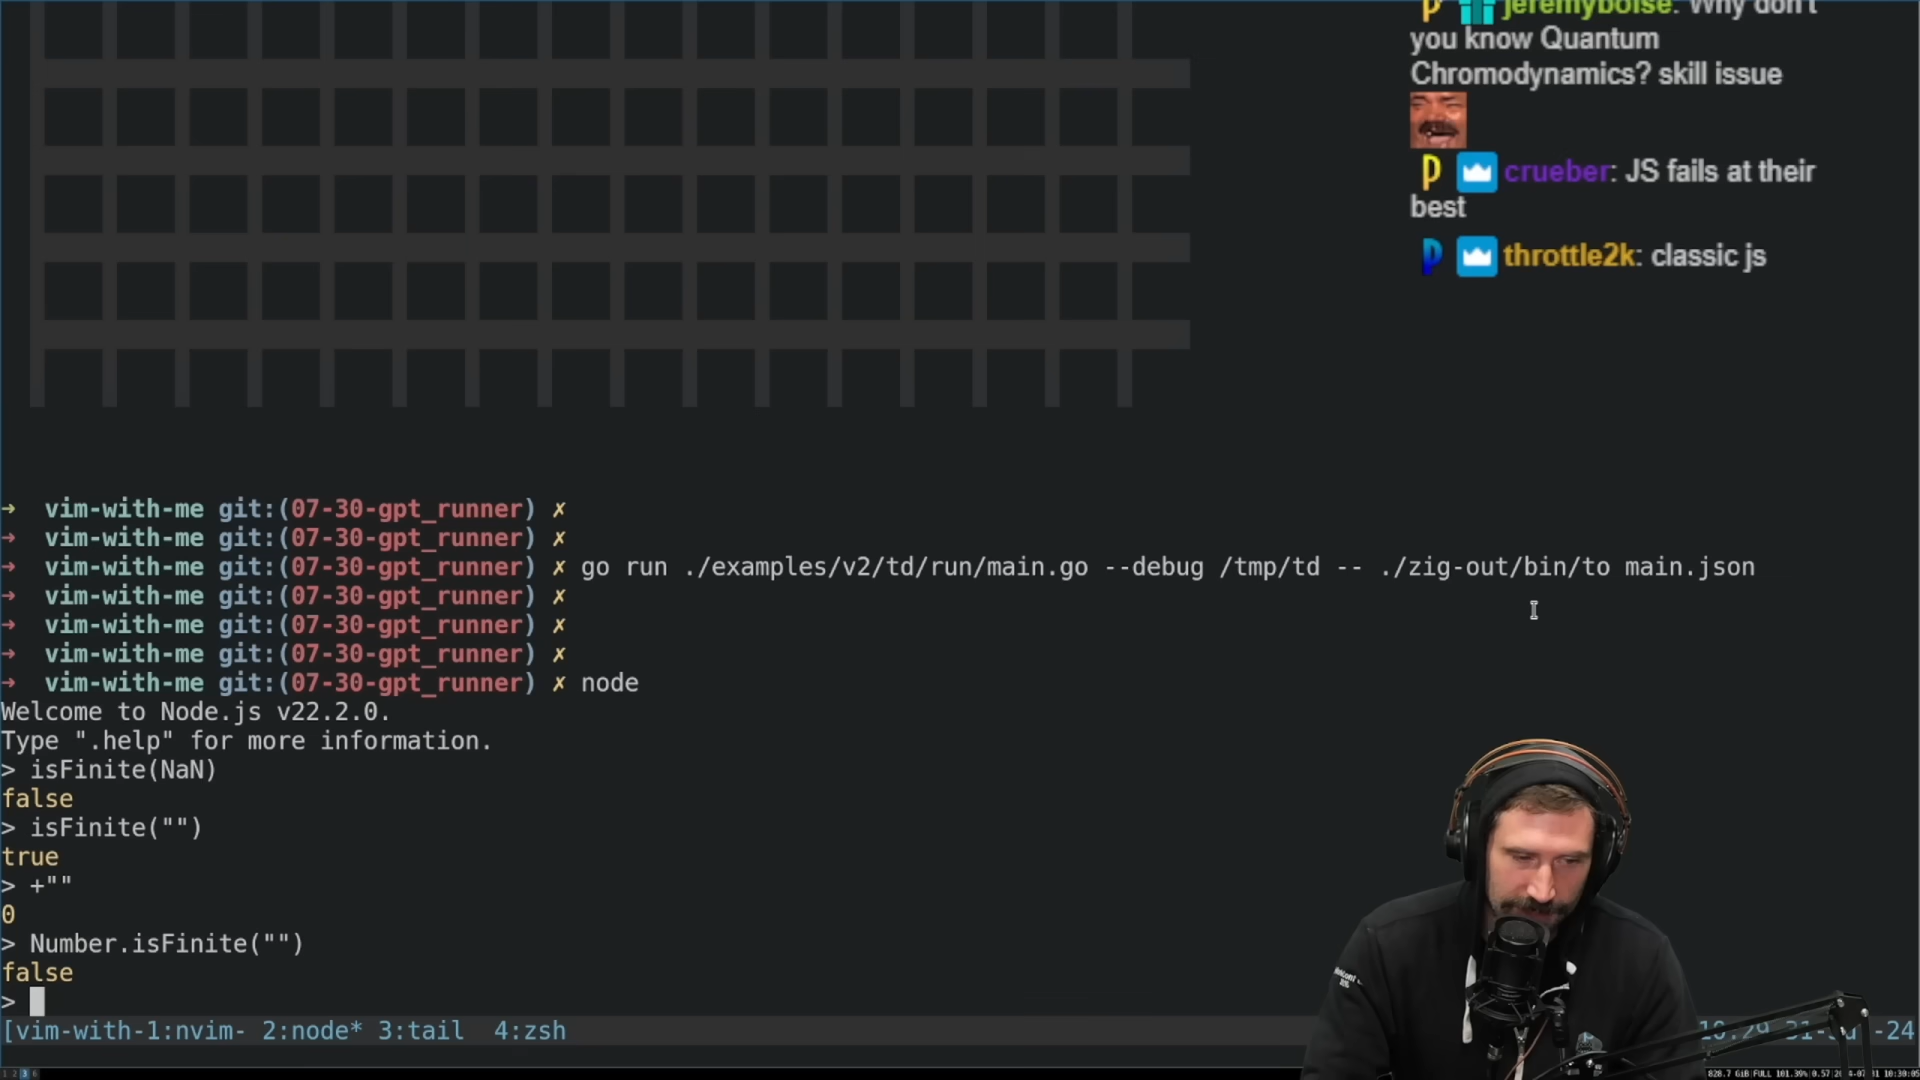 jeremyboise: Why don't
you know Quantum
Chromodynamics? skill issue
crueber: JS fails at their
best
throttle2k: classic js
➜ vim-with-me git:(07-30-gpt_runner) ✗
➜ vim-with-me git:(07-30-gpt_runner) ✗
➜ vim-with-me git:(07-30-gpt_runner) ✗ go run ./examples/v2/td/run/main.go --debug /tmp/td -- ./zig-out/bin/to main.json
➜ vim-with-me git:(07-30-gpt_runner) ✗
➜ vim-with-me git:(07-30-gpt_runner) ✗
➜ vim-with-me git:(07-30-gpt_runner) ✗
➜ vim-with-me git:(07-30-gpt_runner) ✗ node
Welcome to Node.js v22.2.0.
Type ".help" for more information.
> isFinite(NaN)
false
> isFinite("")
true
> +""
0
> Number.isFinite("")
false
>
[vim-with-1:nvim- 2:node* 3:tail 4:zsh